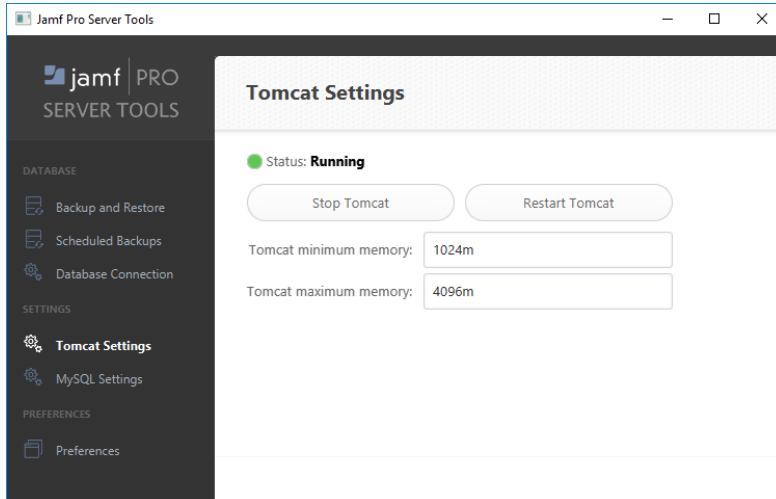 Jamf Pro Server Tools
jamf PRO
SERVER TOOLS
DATABASE
Backup and Restore
Scheduled Backups
Database Connection
SETTINGS
Tomcat Settings
MySQL Settings
PREFERENCES
Preferences
Tomcat Settings
Status: Running
Stop Tomcat Restart Tomcat
Tomcat minimum memory: 1024m
Tomcat maximum memory: 4096m